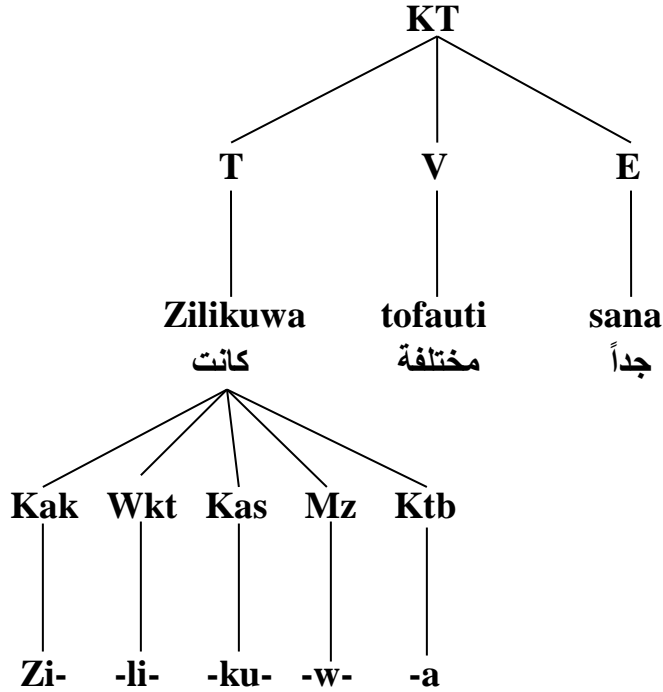 KT
T V E
Zilikuwa tofauti sana
كانت مختلفة جداً
Kak Wkt Kas Mz Ktb
Zi- -li- -ku- -w- -a